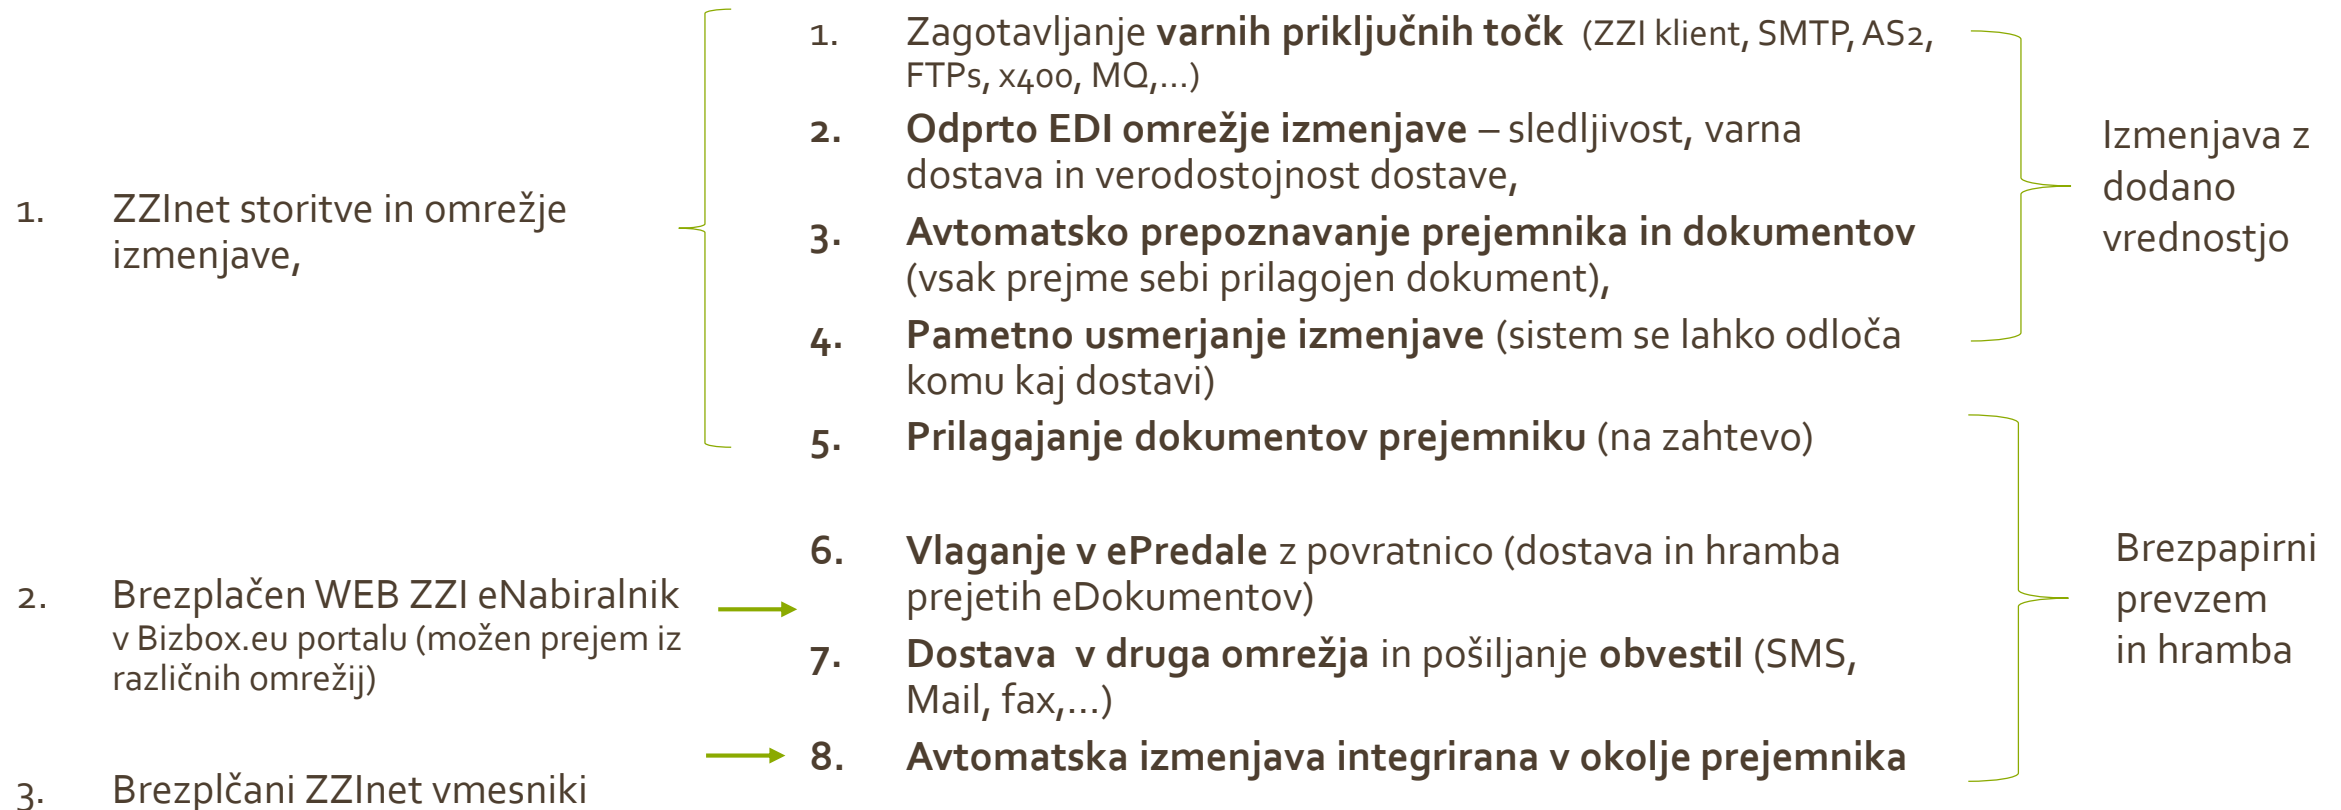 1. ZZInet storitve in omrežje
izmenjave,
2. Brezplačen WEB ZZI eNabiralnik
v Bizbox.eu portalu (možen prejem iz
različnih omrežij)
3. Brezplčani ZZInet vmesniki
1. Zagotavljanje varnih priključnih točk (ZZI klient, SMTP, AS2,
FTPs, x400, MQ,...)
2. Odprto EDI omrežje izmenjave – sledljivost, varna
dostava in verodostojnost dostave,
3. Avtomatsko prepoznavanje prejemnika in dokumentov
(vsak prejme sebi prilagojen dokument),
4. Pametno usmerjanje izmenjave (sistem se lahko odloča
komu kaj dostavi)
5. Prilagajanje dokumentov prejemniku (na zahtevo)
6. Vlaganje v ePredale z povratnico (dostava in hramba
prejetih eDokumentov)
7. Dostava v druga omrežja in pošiljanje obvestil (SMS,
Mail, fax,...)
8. Avtomatska izmenjava integrirana v okolje prejemnika
Izmenjava z
dodano
vrednostjo
Brezpapirni
prevzem
in hramba